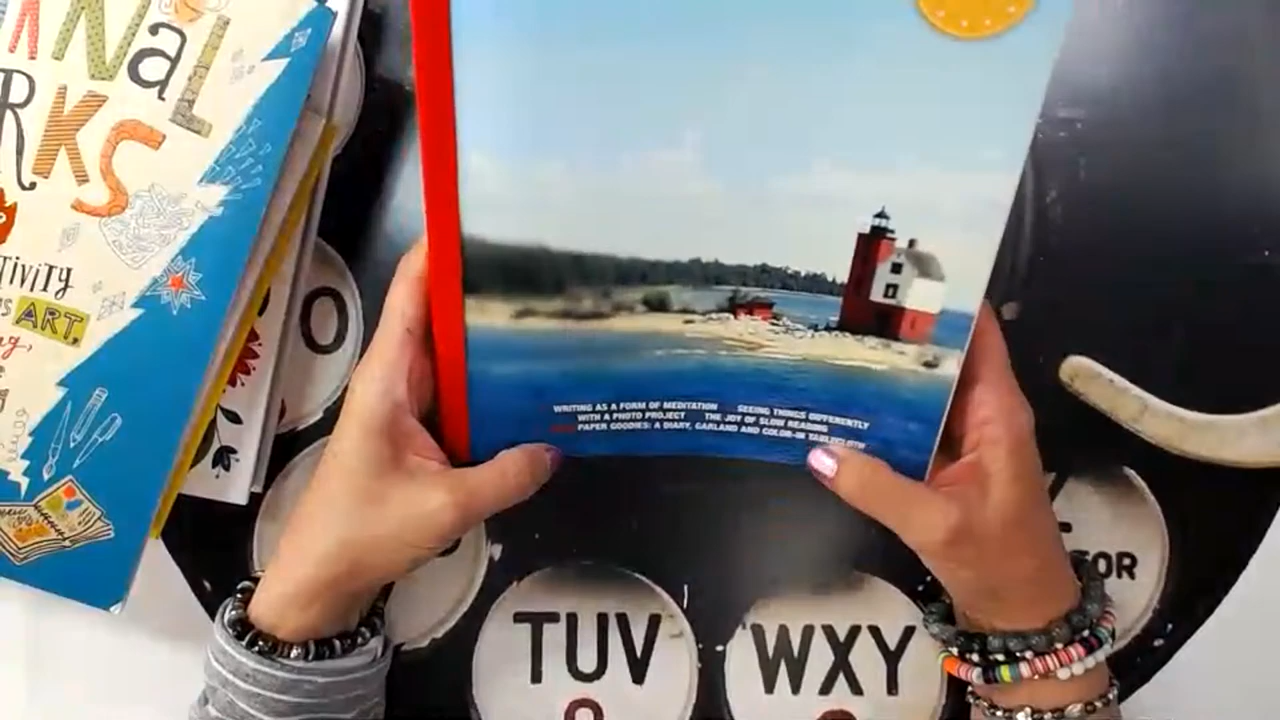 NaL
RKS
TiViTY
ART,
WRITING AS A FORM OF MEDITATION SEEING THINGS DIFFERENTLY
WITH A PHOTO PROJECT THE JOY OF SLOW READING
PAPER GOODIES: A DIARY, GARLAND AND COLOR-IN TABLECLOTH
O
TOR
TUV
WXY